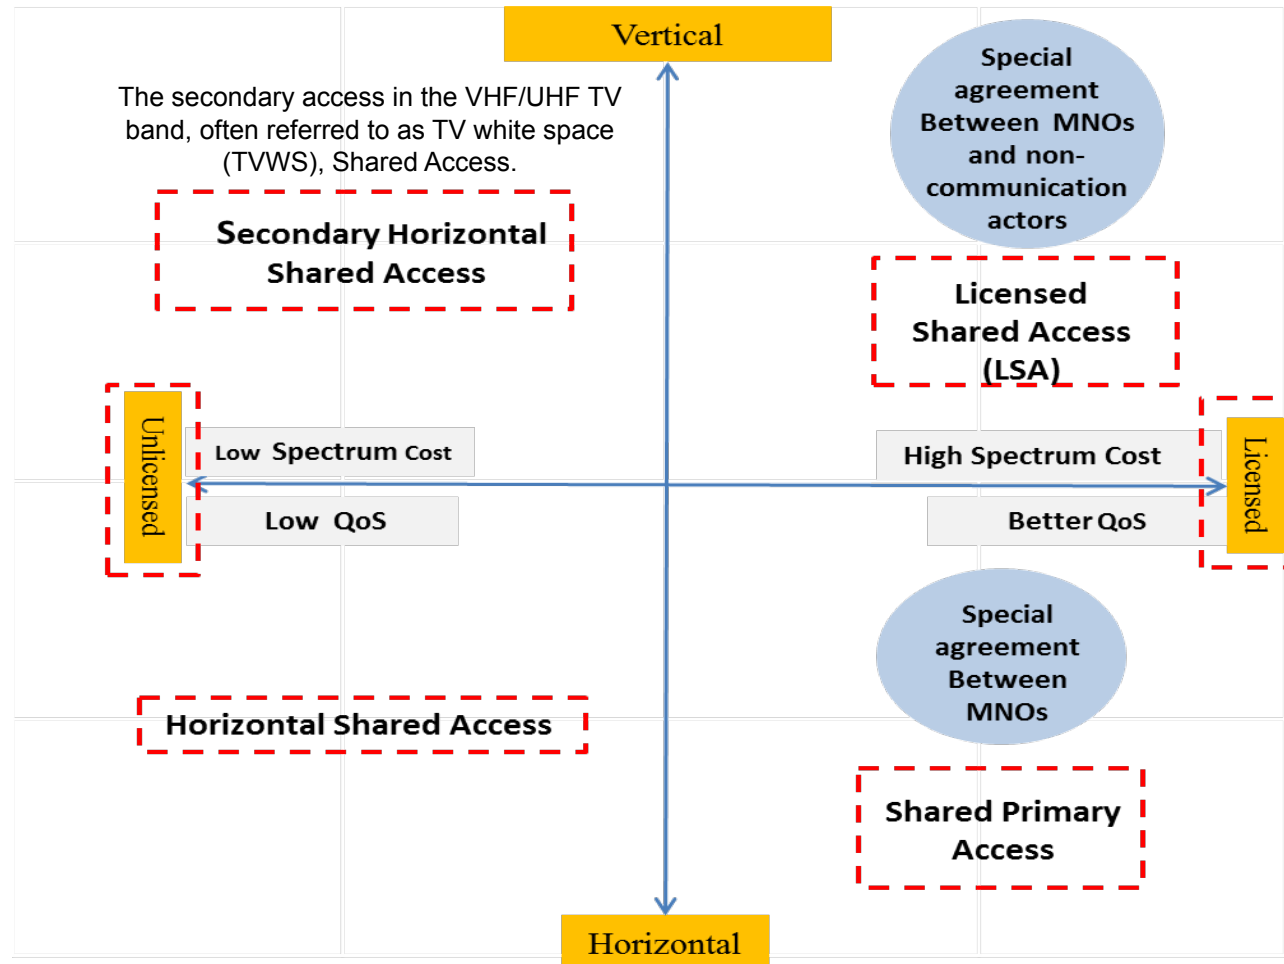 Vertical
The secondary access in the VHF/UHF TV
band, often referred to as TV white space
(TVWS), Shared Access.
Special
agreement
Between MNOs
and non-
communication
actors
Secondary Horizontal
Shared Access
Licensed
Shared Access
(LSA)
Unlicensed
Low Spectrum Cost
Low QoS
High Spectrum Cost
Better QoS
Licensed
Special
agreement
Between
MNOs
Horizontal Shared Access
Shared Primary
Access
Horizontal